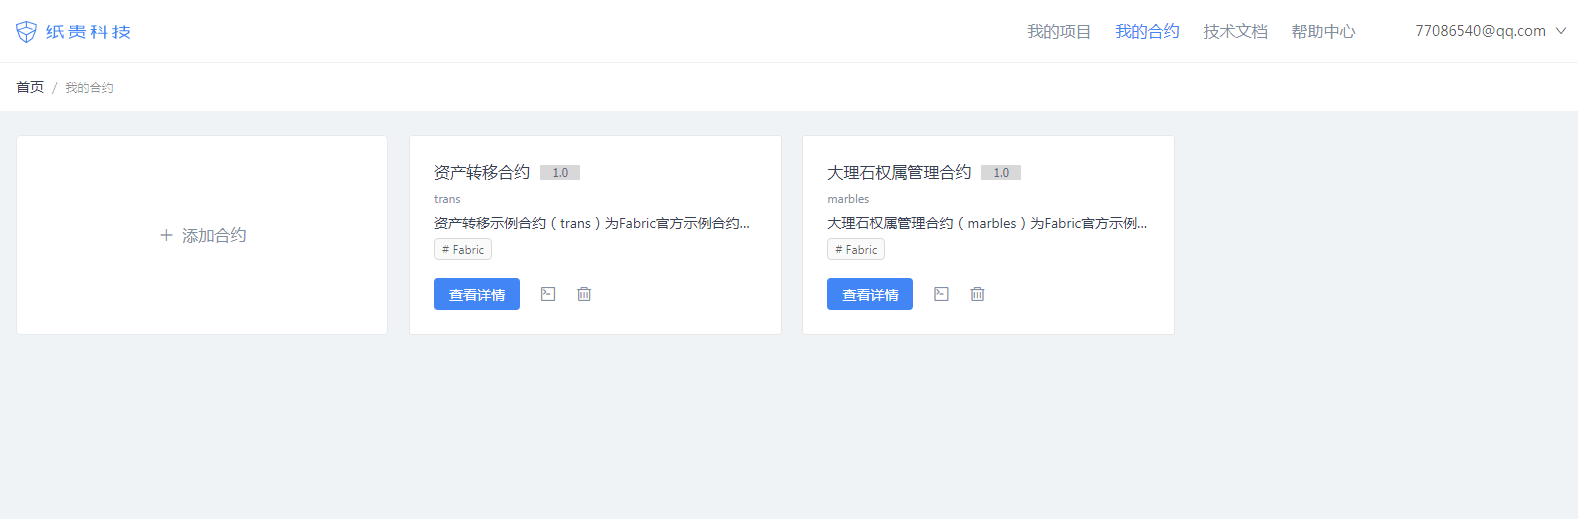 纸贵科技
我的项目 我的合约 技术文档 帮助中心 77086540@qq.com
首页 / 我的合约
添加合约
资产转移合约 1.0
trans
资产转移示例合约（trans）为Fabric官方示例合约...
# Fabric
查看详情
大理石权属管理合约 1.0
marbles
大理石权属管理合约（marbles）为Fabric官方示例...
# Fabric
查看详情